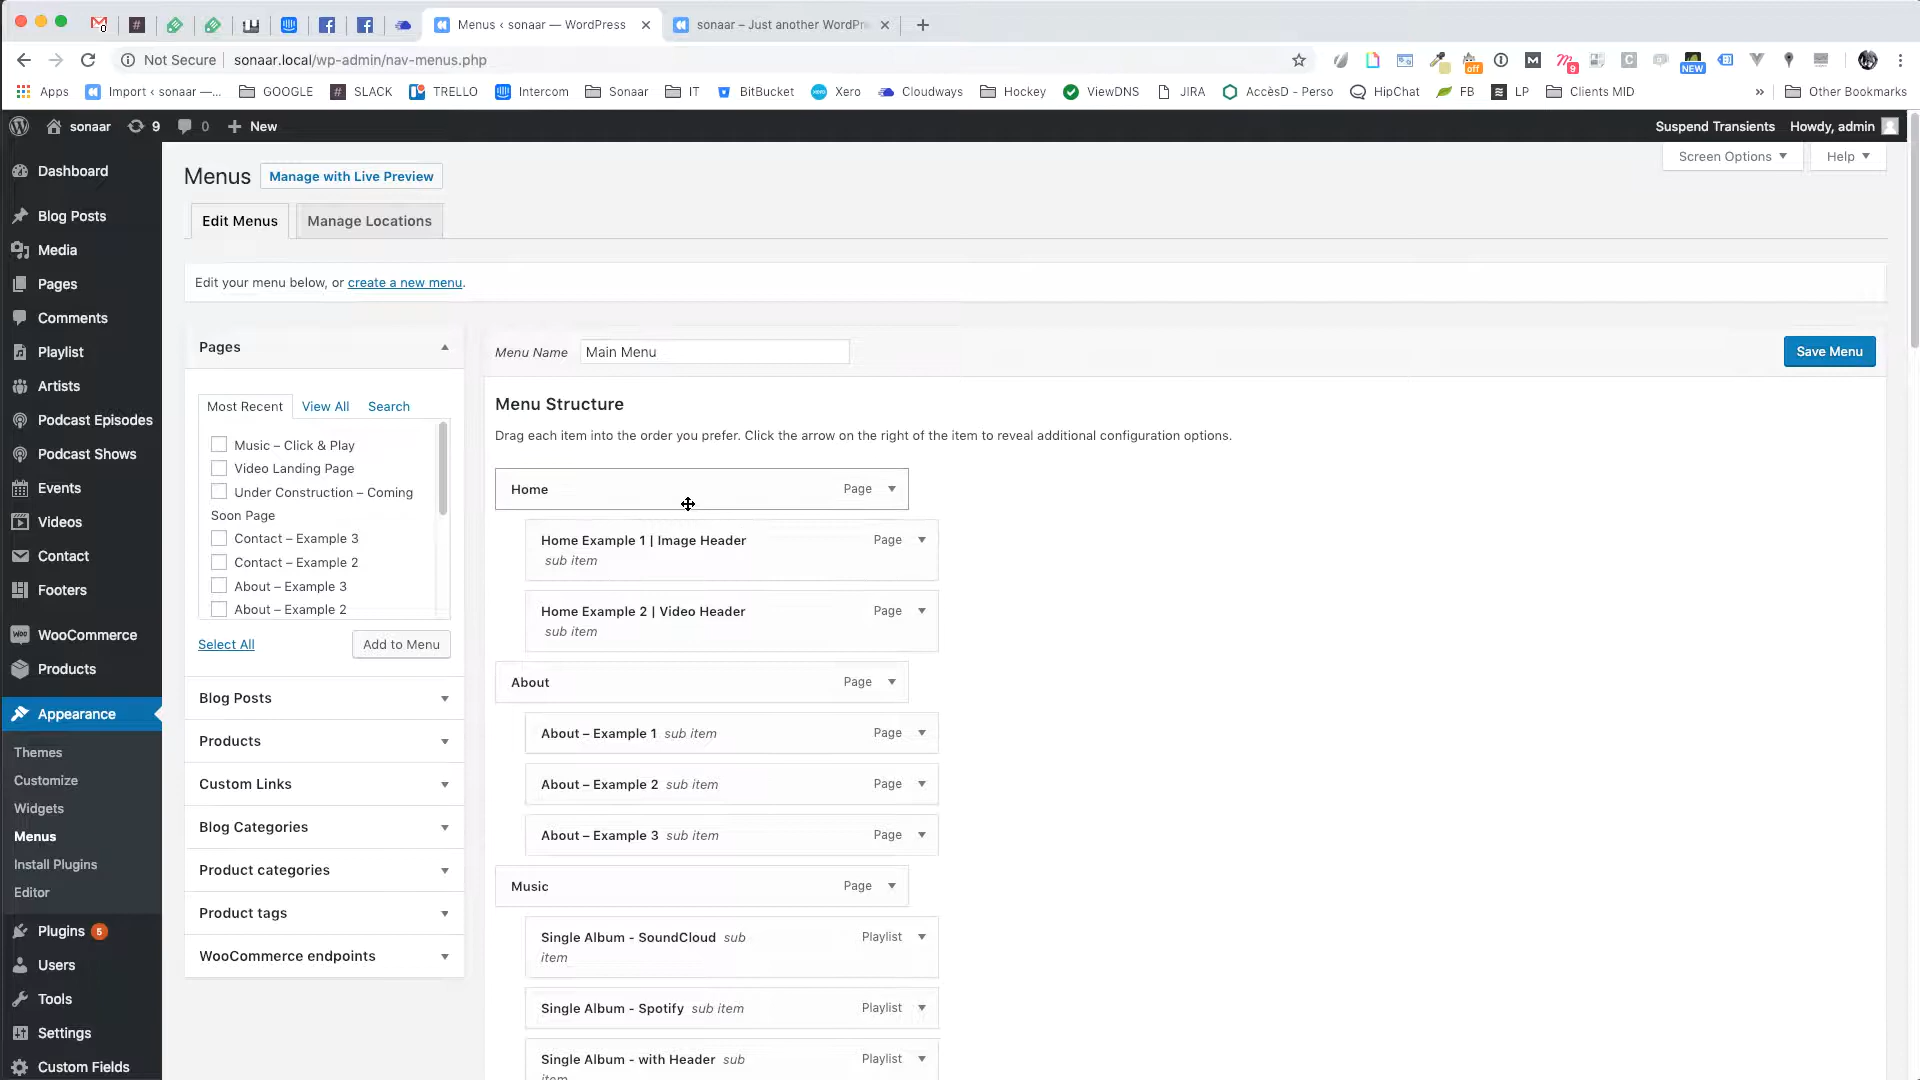 Menus ‹ sonaar — WordPress
sonaar – Just another WordPr
Not Secure
sonaar.local/wp-admin/nav-menus.php
off
9
NEW
Apps
Import ‹ sonaar —...
GOOGLE
SLACK
TRELLO
Intercom
Sonaar
IT
BitBucket
Xero
Cloudways
Hockey
ViewDNS
JIRA
AccèsD - Perso
HipChat
FB
LP
Clients MID
»
Other Bookmarks
sonaar
9
0
New
Suspend Transients
Howdy, admin
Dashboard
Blog Posts
Media
Pages
Comments
Playlist
Artists
Podcast Episodes
Podcast Shows
Events
Videos
Contact
Footers
WooCommerce
Products
Appearance
Themes
Customize
Widgets
Menus
Install Plugins
Editor
Plugins 5
Users
Tools
Settings
Custom Fields
Screen Options
Help
Menus
Manage with Live Preview
Edit Menus
Manage Locations
Edit your menu below, or create a new menu.
Pages
Most Recent
View All
Search
Music – Click & Play
Video Landing Page
Under Construction – Coming
Soon Page
Contact – Example 3
Contact – Example 2
About – Example 3
About – Example 2
Select All
Add to Menu
Blog Posts
Products
Custom Links
Blog Categories
Product categories
Product tags
WooCommerce endpoints
Menu Name
Main Menu
Save Menu
Menu Structure
Drag each item into the order you prefer. Click the arrow on the right of the item to reveal additional configuration options.
Home
Page
Home Example 1 | Image Header
sub item
Page
Home Example 2 | Video Header
sub item
Page
About
Page
About – Example 1 sub item
Page
About – Example 2 sub item
Page
About – Example 3 sub item
Page
Music
Page
Single Album - SoundCloud sub
item
Playlist
Single Album - Spotify sub item
Playlist
Single Album - with Header sub
item
Playlist